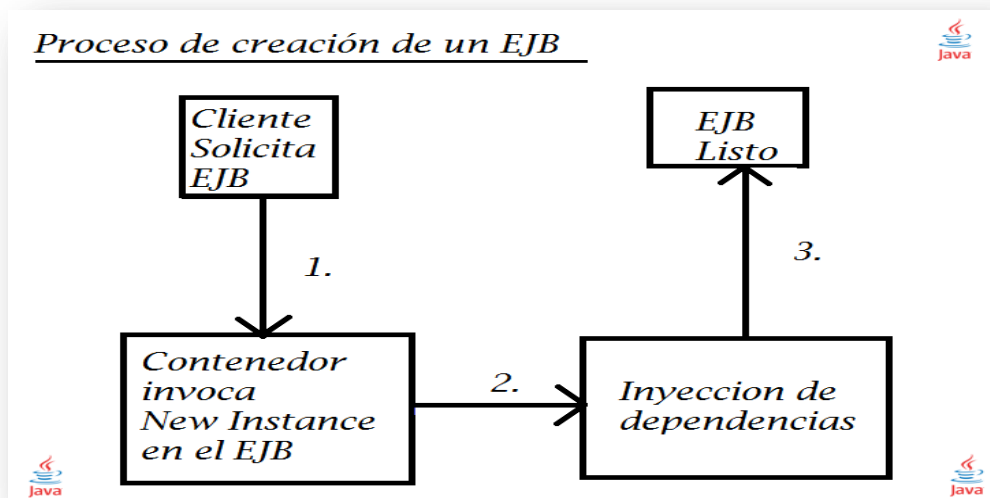 Proceso de creación de un EJB
Java
Cliente
Solicita
EJB
EJB
Listo
1.
3.
Contenedor
invoca
New Instance
en el EJB
2.
Inyeccion de
dependencias
Java
Java